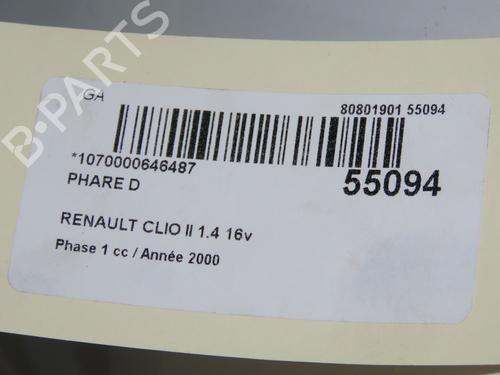 B-PARTS
GA
80801901 55094
*1070000646487
55094
PHARE D
RENAULT CLIO II 1.4 16v
Phase 1 cc / Année 2000